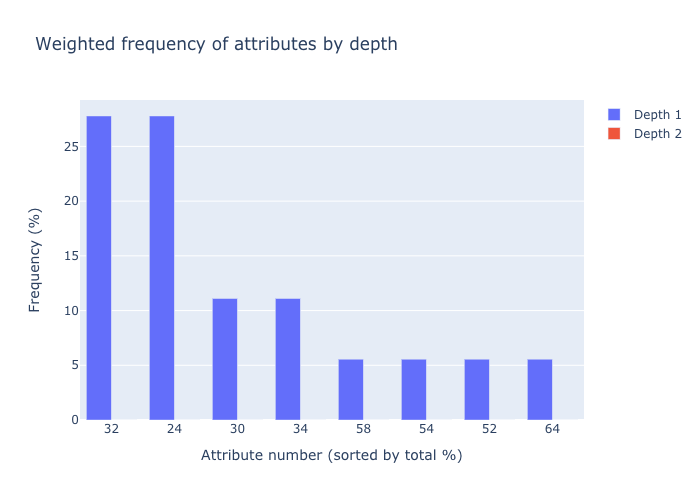 Weighted frequency of attributes by depth
Depth 1
Depth 2
Frequency (%)
25
20
15
10
5
0
32 24 30 34 58 54 52 64
Attribute number (sorted by total %)